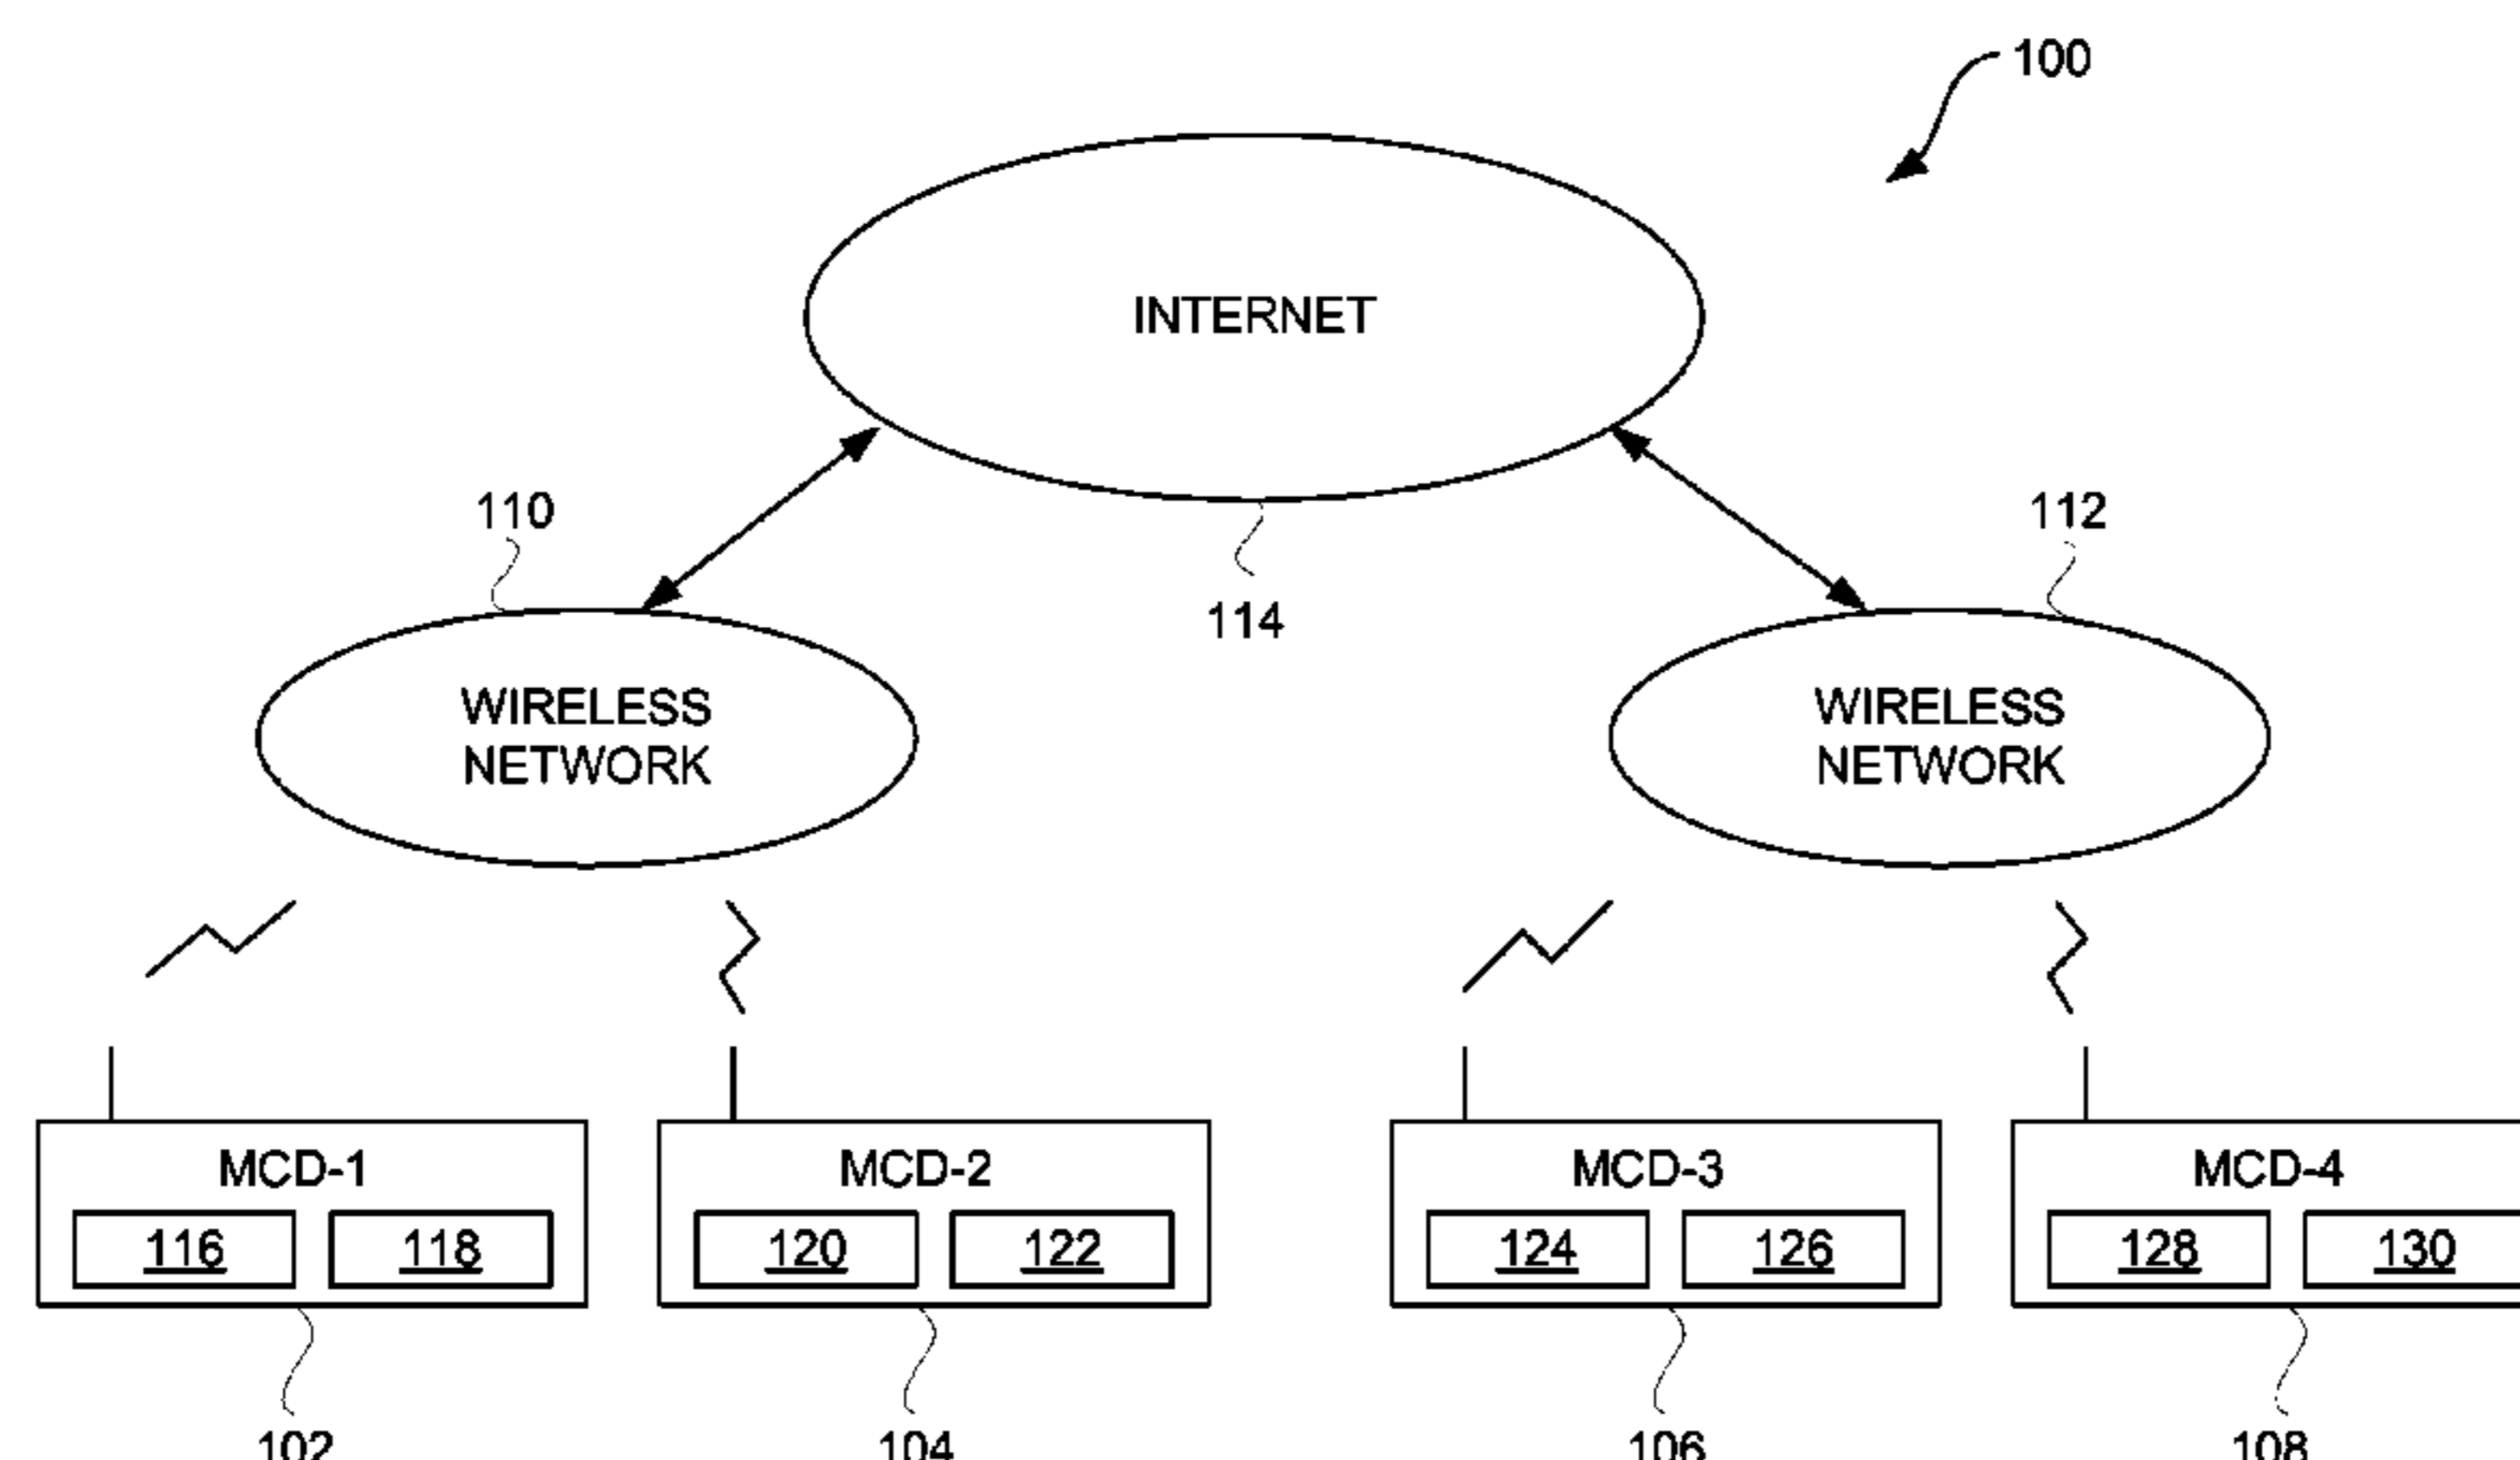 100
INTERNET
110
112
114
WIRELESS
NETWORK
WIRELESS
NETWORK
MCD-1
MCD-2
MCD-3
MCD-4
116
118
120
122
124
126
128
130
102
104
106
108